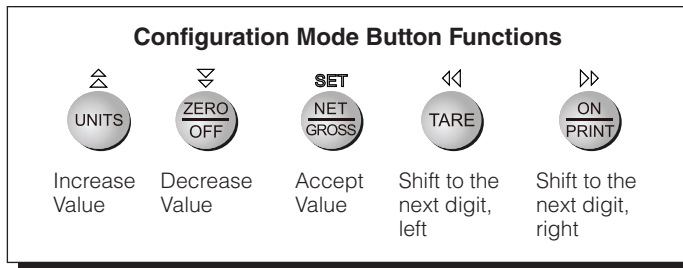 Configuration Mode Button Functions
SET
UNITS
ZERO
OFF
NET
GROSS
TARE
ON
PRINT
Increase
Value
Decrease
Value
Accept
Value
Shift to the
next digit,
left
Shift to the
next digit,
right